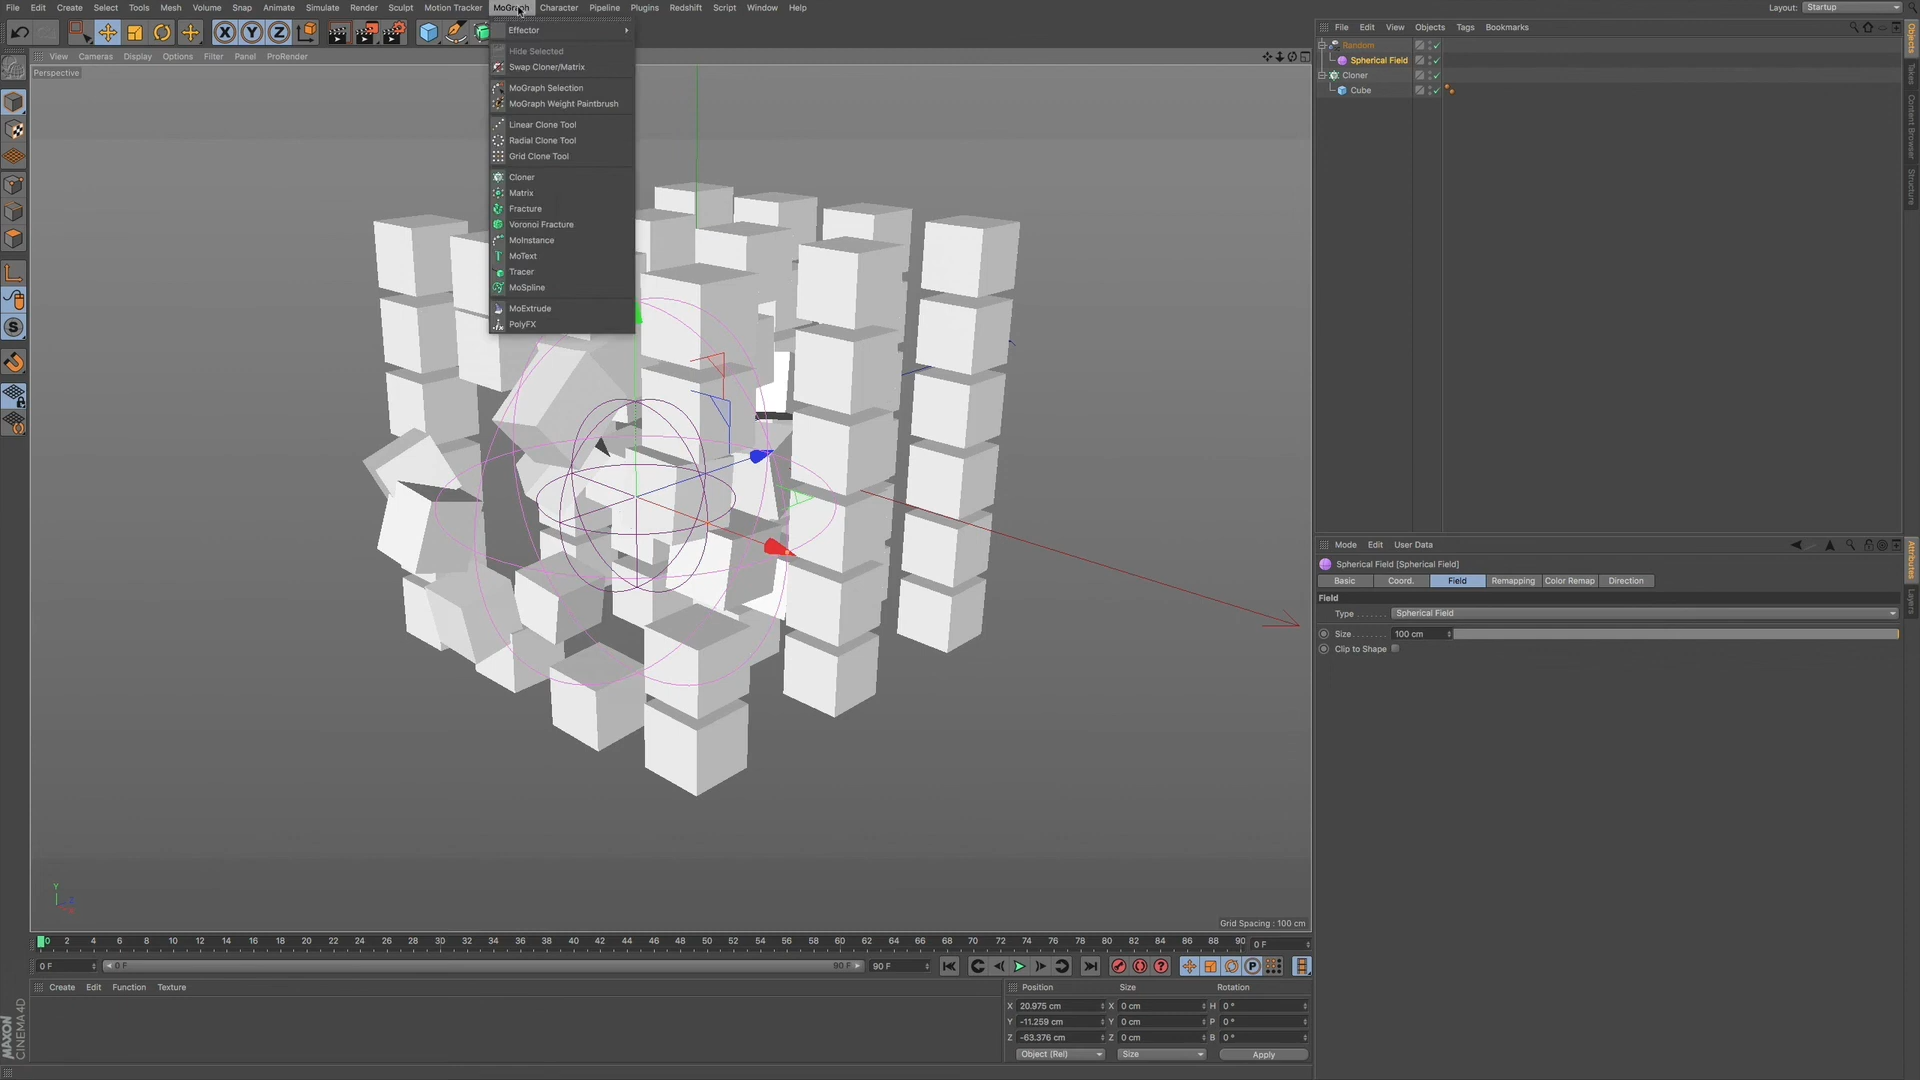 File Edit Create Select Tools Mesh Volume Snap Animate Simulate Render Sculpt Motion Tracker MoGraph Character Pipeline Plugins Redshift Script Window Help Layout: Startup
View Cameras Display Options Filter Panel ProRender
Perspective
Effector
Hide Selected
Swap Cloner/Matrix
MoGraph Selection
MoGraph Weight Paintbrush
Linear Clone Tool
Radial Clone Tool
Grid Clone Tool
Cloner
Matrix
Fracture
Voronoi Fracture
MoInstance
MoText
Tracer
MoSpline
MoExtrude
PolyFX
File Edit View Objects Tags Bookmarks
Random
Spherical Field
Cloner
Cube
Objects
Takes
Content Browser
Structure
Mode Edit User Data
Spherical Field [Spherical Field]
Basic Coord. Field Remapping Color Remap Direction
Field
Type Spherical Field
Size 100 cm
Clip to Shape
Attributes
Layers
Y
Grid Spacing : 100 cm
0 2 4 6 8 10 12 14 16 18 20 22 24 26 28 30 32 34 36 38 40 42 44 46 48 50 52 54 56 58 60 62 64 66 68 70 72 74 76 78 80 82 84 86 88 90 0 F
0 F 0 F 90 F 90 F
Create Edit Function Texture
Position Size Rotation
X 20.975 cm X 0 cm H 0 °
Y -11.259 cm Y 0 cm P 0 °
Z -63.376 cm Z 0 cm B 0 °
Object (Rel) Size Apply
MAXON
CINEMA 4D